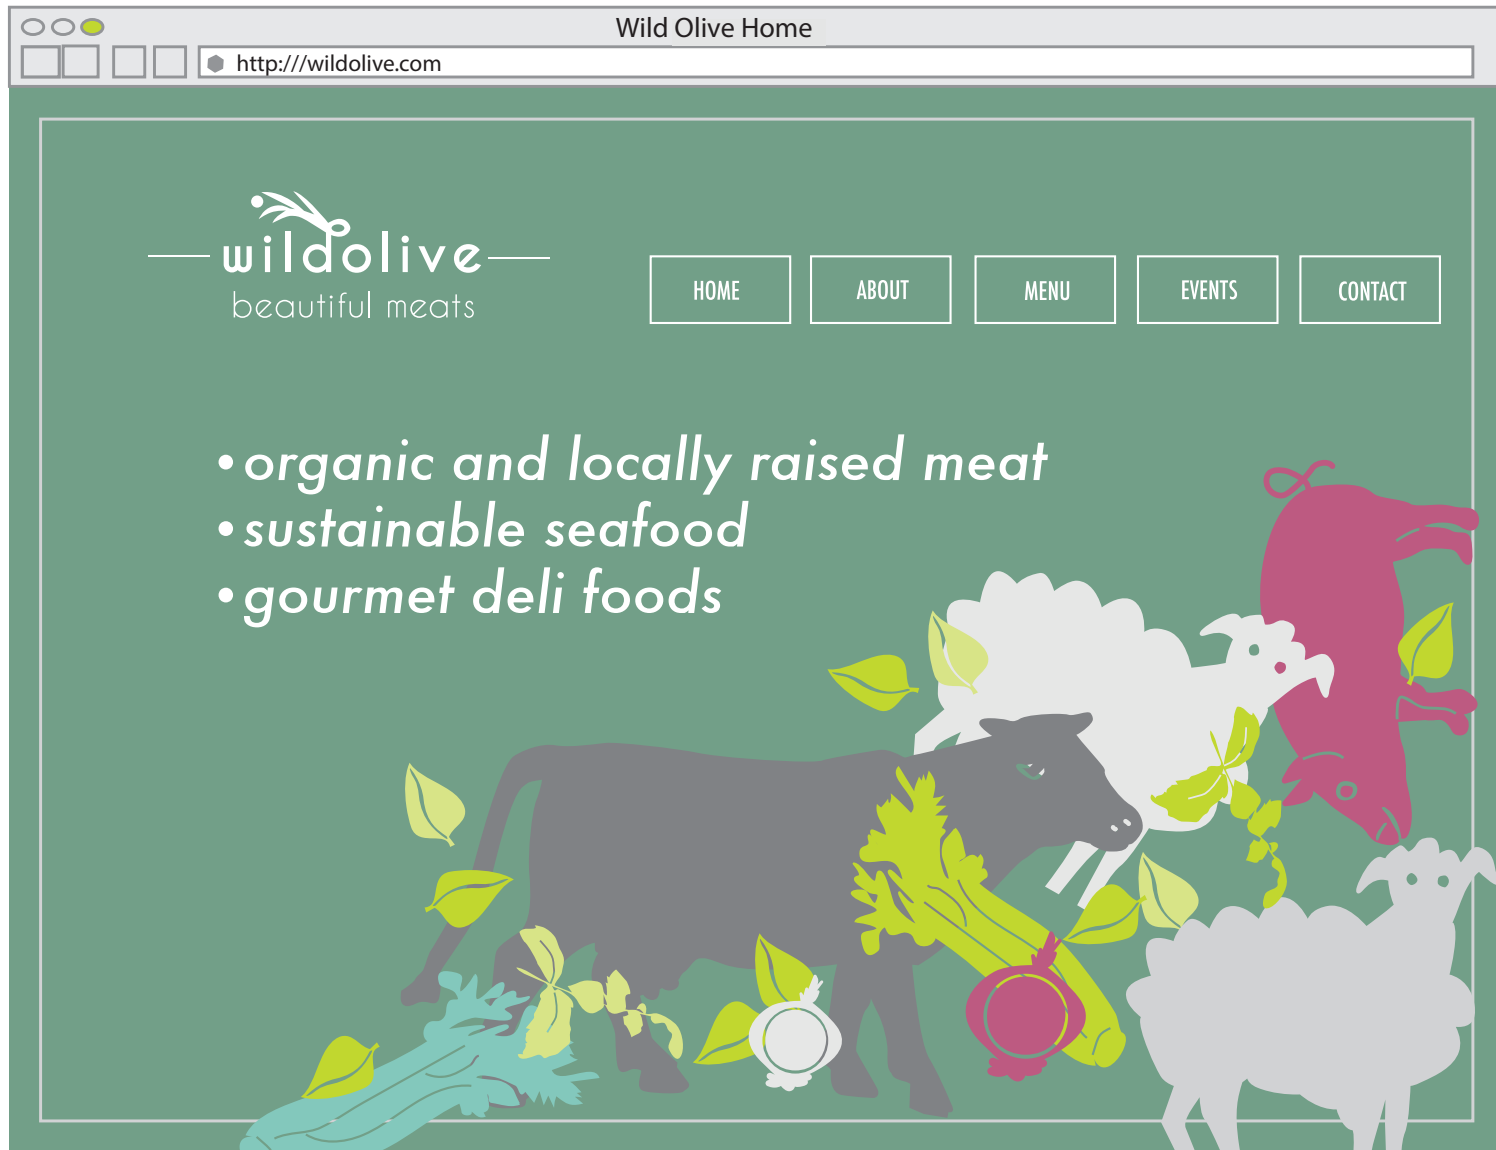 Wild Olive Home
http:///wildolive.com
wildolive
beautiful meats
HOME ABOUT MENU EVENTS CONTACT
•organic and locally raised meat
•sustainable seafood
•gourmet deli foods